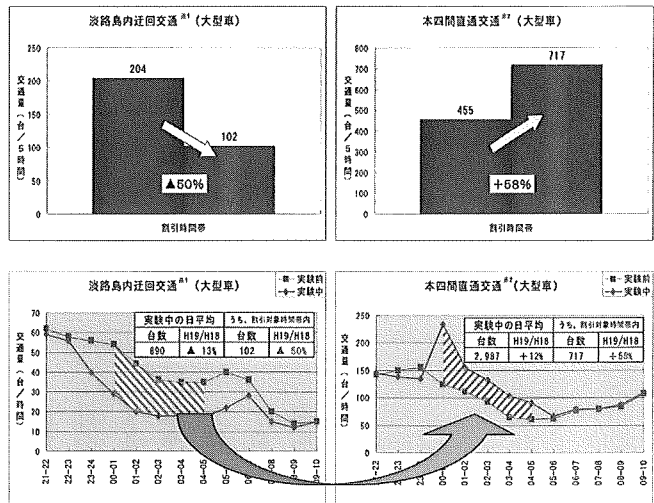 淡路島内迂回交通※1(大型車)
交通量(台/5時間)
250
200
150
100
50
0
204
102
▲50%
割引時間帯
本四間直通交通※2(大型車)
交通量(台/5時間)
800
700
600
500
400
300
200
100
0
455
717
+58%
割引時間帯
淡路島内迂回交通※1(大型車)
実験前
実験中
交通量(台/時間)
70
60
50
40
30
20
10
0
実験中の日平均 うち、割引対象時間帯内
台数 H19/H18 台数 H19/H18
690 ▲ 13% 102 ▲ 50%
21-22 22-23 23-24 00-01 01-02 02-03 03-04 04-05 05-06 06-07 07-08 08-09 09-10
本四間直通交通※2(大型車)
実験前
実験中
交通量(台/時間)
250
200
150
100
50
0
実験中の日平均 うち、割引対象時間帯内
台数 H19/H18 台数 H19/H18
2,987 +12% 717 +58%
21-22 22-23 23-24 00-01 01-02 02-03 03-04 04-05 05-06 06-07 07-08 08-09 09-10